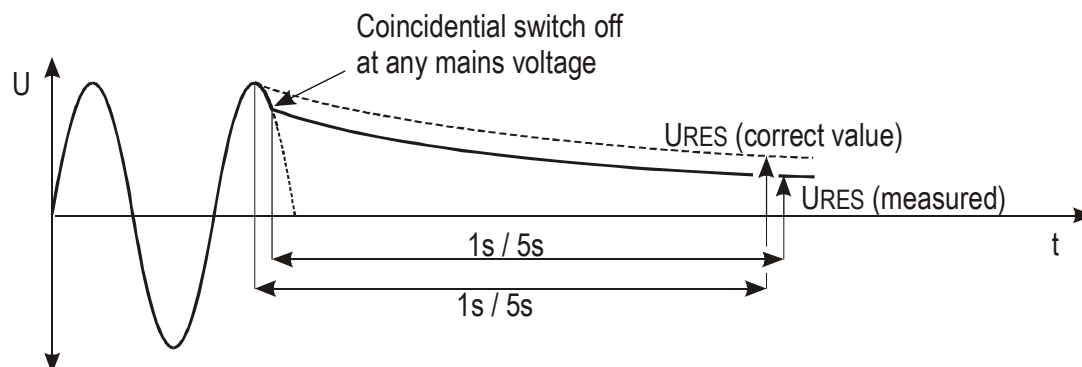 Coincidential switch off
at any mains voltage
U
URES (correct value)
URES (measured)
1s / 5s
t
1s / 5s